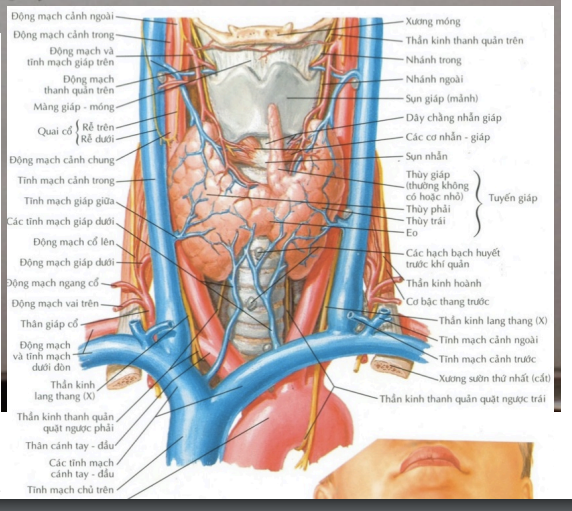 Động mạch cảnh ngoài
Động mạch cảnh trong
Động mạch và
tĩnh mạch giáp trên
Động mạch
thanh quản trên
Màng giáp - móng
Quai cổ { Rễ trên
Rễ dưới
Động mạch cảnh chung
Tĩnh mạch cảnh trong
Tĩnh mạch giáp giữa
Các tĩnh mạch giáp dưới
Động mạch cổ lên
Động mạch giáp dưới
Động mạch ngang cổ
Động mạch vai trên
Thân giáp cổ
Động mạch
và tĩnh mạch
dưới đòn
Thần kinh
lang thang (X)
Thần kinh thanh quản
quặt ngược phải
Thân cánh tay - đầu
Các tĩnh mạch
cánh tay - đầu
Tĩnh mạch chủ trên
Xương móng
Thần kinh thanh quản trên
Nhánh trong
Nhánh ngoài
Sụn giáp (mảnh)
Dây chằng nhẫn giáp
Các cơ nhẫn - giáp
Sụn nhẫn
Thùy giáp
(thường không
có hoặc nhỏ)
Thùy phải
Thùy trái
Eo
} Tuyến giáp
Các hạch bạch huyết
trước khí quản
Thần kinh hoành
Cơ bậc thang trước
Thần kinh lang thang (X)
Tĩnh mạch cảnh ngoài
Tĩnh mạch cảnh trước
Xương sườn thứ nhất (cắt)
Thần kinh thanh quản quặt ngược trái